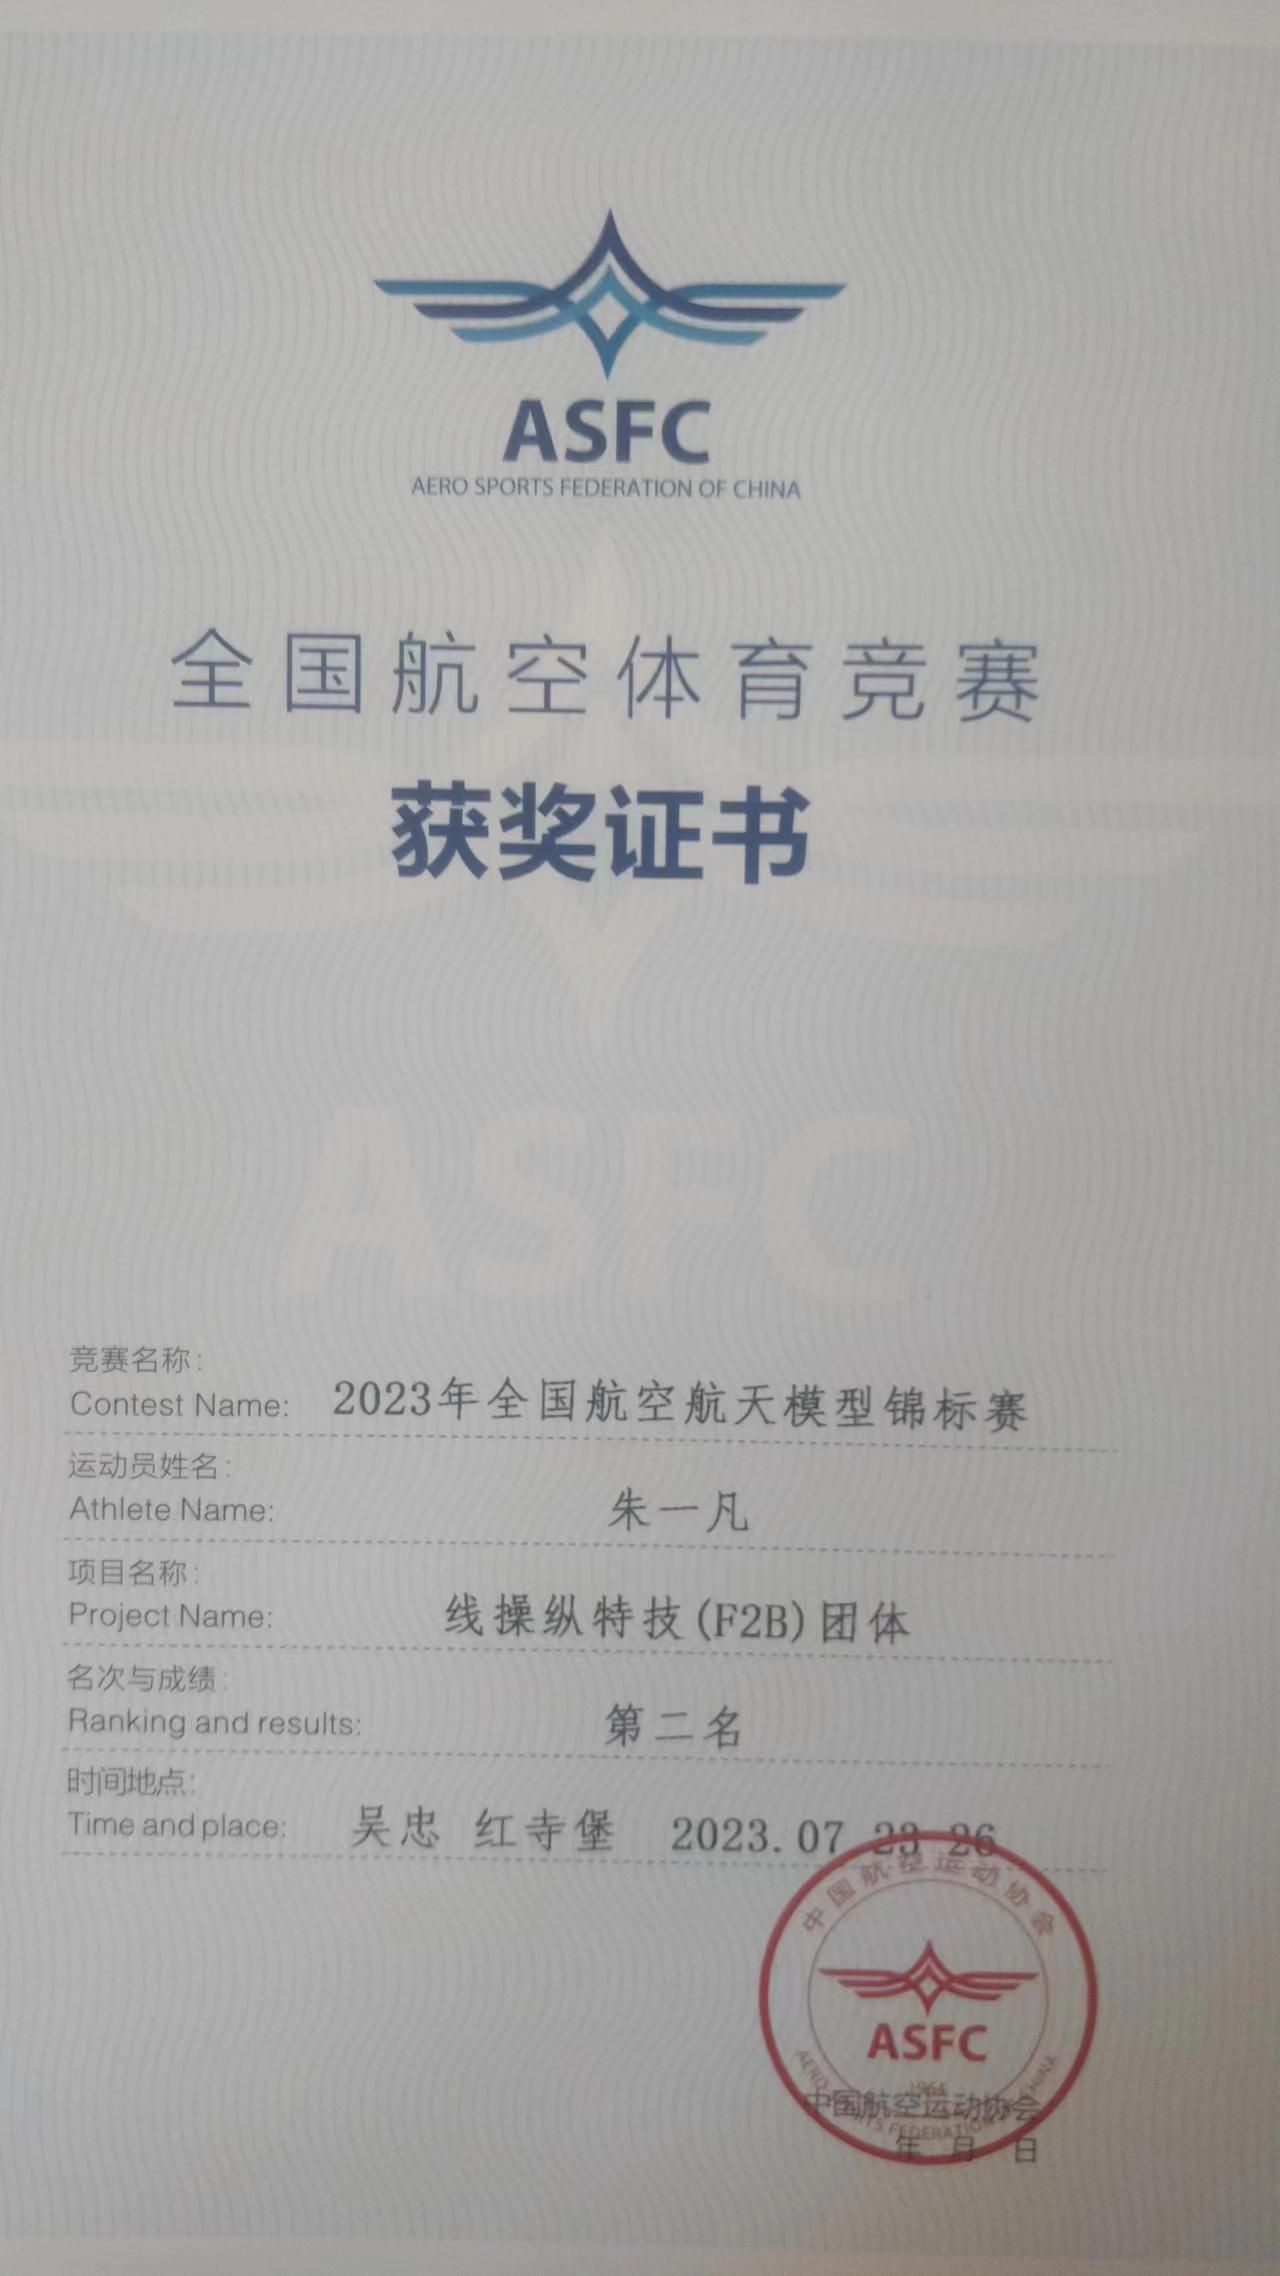 ASFC
AERO SPORTS FEDERATION OF CHINA
全国航空体育竞赛
获奖证书
ASFC
竞赛名称:
Contest Name: 2023年全国航空航天模型锦标赛
运动员姓名:
Athlete Name: 朱一凡
项目名称:
Project Name: 线操纵特技(F2B)团体
名次与成绩:
Ranking and results: 第二名
时间地点:
Time and place: 吴忠 红寺堡 2023.07 23 26
中国航空运动协会
ASFC
1964
AERO SPORTS FEDERATION OF CHINA
中国航空运动协会
年 月 日